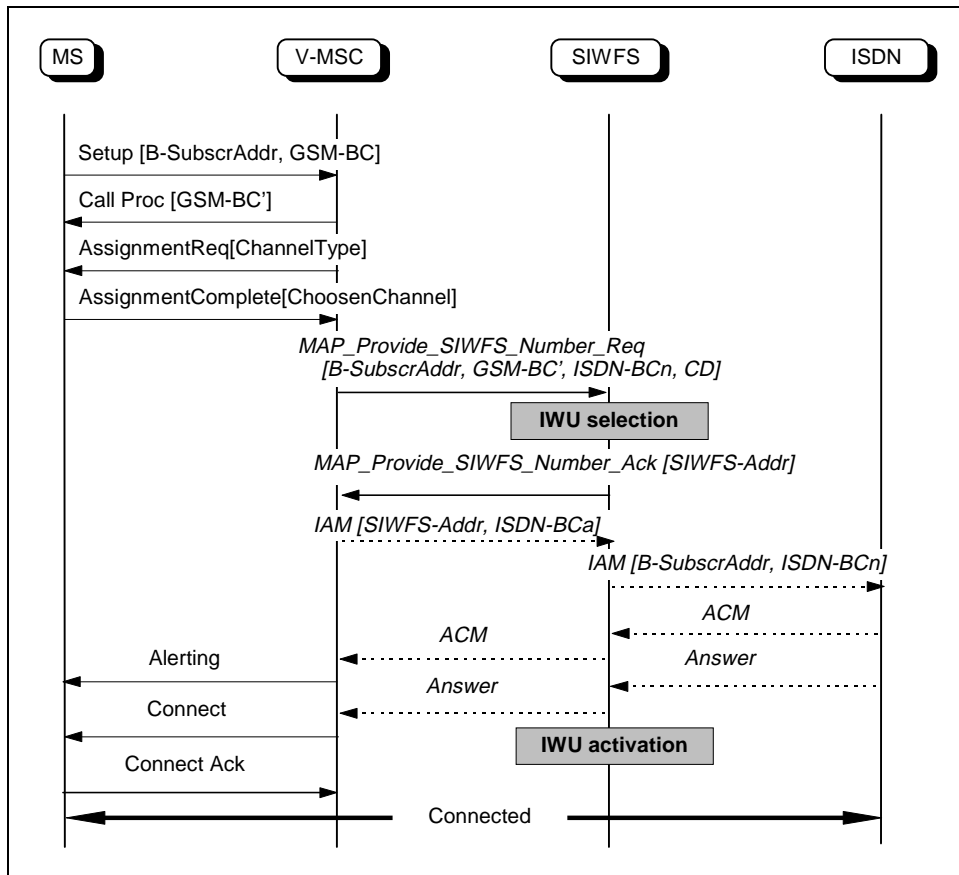 MS
V-MSC
SIWFS
ISDN
Setup [B-SubscrAddr, GSM-BC]
Call Proc [GSM-BC’]
AssignmentReq[ChannelType]
AssignmentComplete[ChoosenChannel]
MAP_Provide_SIWFS_Number_Req
[B-SubscrAddr, GSM-BC’, ISDN-BCn, CD]
IWU selection
MAP_Provide_SIWFS_Number_Ack [SIWFS-Addr]
IAM [SIWFS-Addr, ISDN-BCa]
IAM [B-SubscrAddr, ISDN-BCn]
ACM
ACM
Alerting
Answer
Answer
Connect
IWU activation
Connect Ack
Connected